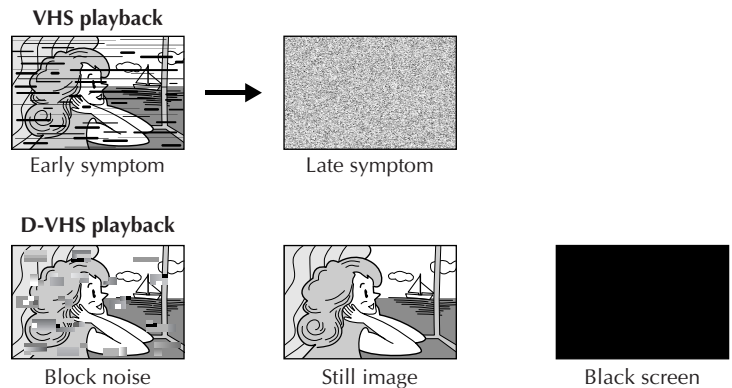 VHS playback
Early symptom
Late symptom
D-VHS playback
Block noise
Still image
Black screen